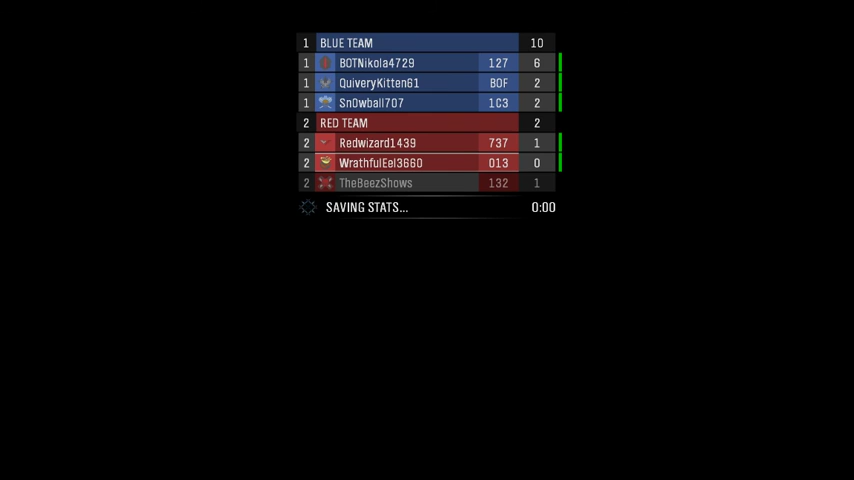 1 BLUE TEAM 10
1 BOTNikola4729 127 6
1 QuiveryKitten61 BOF 2
1 Sn0wball707 1C3 2
2 RED TEAM 2
2 Redwizard1439 737 1
2 WrathfulEel3660 013 0
2 TheBeezShows 132 1
SAVING STATS... 0:00